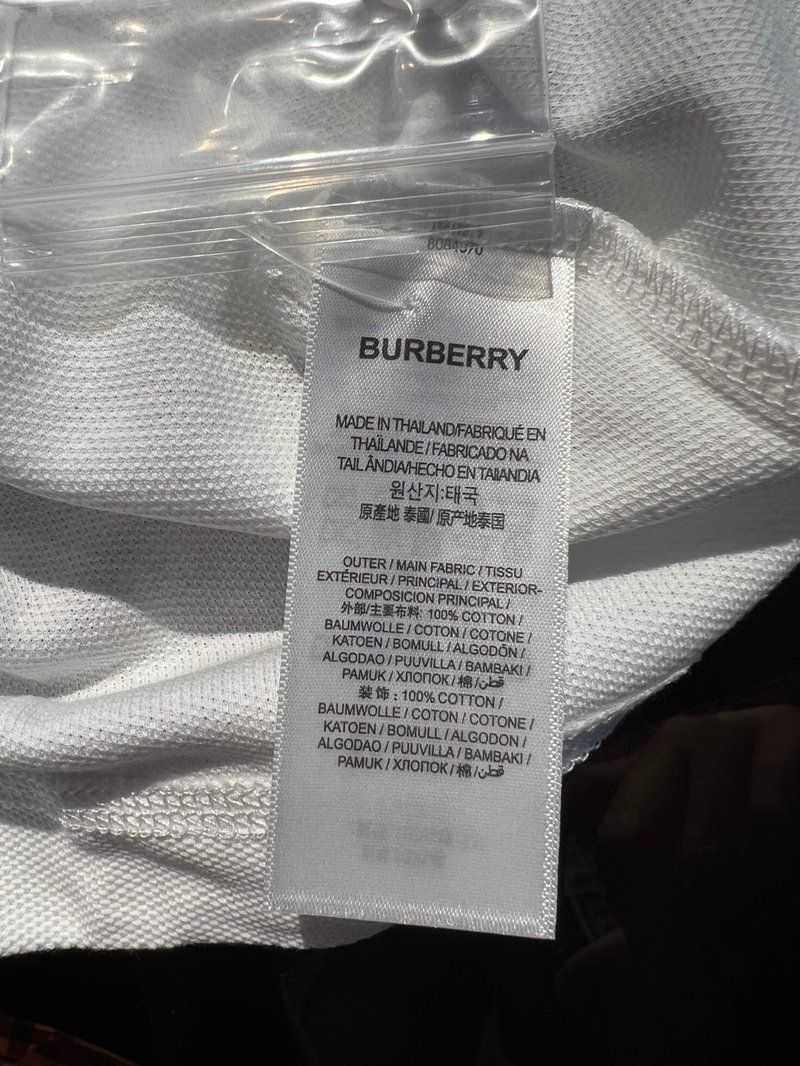 8084970
BURBERRY
MADE IN THAILAND/FABRIQUÉ EN
THAÏLANDE / FABRICADO NA
TAILÂNDIA/HECHO EN TAILANDIA
원산지:태국
原產地 泰國/ 原产地泰国
OUTER / MAIN FABRIC / TISSU
EXTÉRIEUR / PRINCIPAL / EXTERIOR-
COMPOSICION PRINCIPAL /
外部/主要布料: 100% COTTON /
BAUMWOLLE / COTON / COTONE /
KATOEN / BOMULL / ALGODÓN /
ALGODAO / PUUVILLA / BAMBAKI /
PAMUK / ХЛОПОК / 棉 /قطن
装 饰 : 100% COTTON /
BAUMWOLLE / COTON / COTONE /
KATOEN / BOMULL / ALGODON /
ALGODAO / PUUVILLA / BAMBAKI /
PAMUK / ХЛОПОК / 棉 /قطن